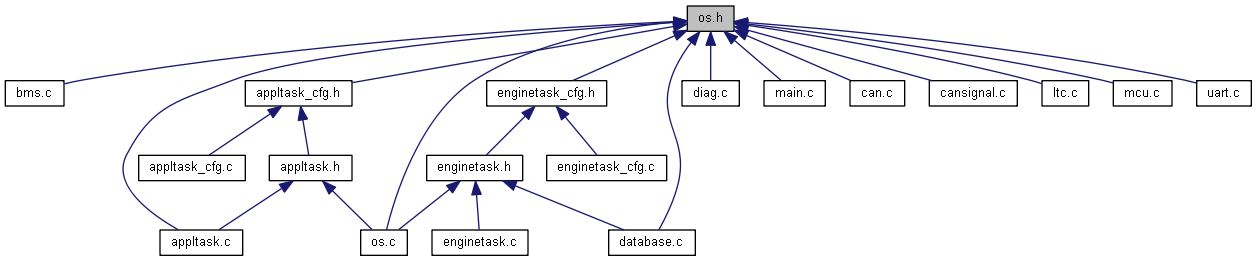 os.h
bms.c
appltask_cfg.h
enginetask_cfg.h
diag.c
main.c
can.c
cansignal.c
ltc.c
mcu.c
uart.c
appltask_cfg.c
appltask.h
enginetask.h
enginetask_cfg.c
appltask.c
os.c
enginetask.c
database.c